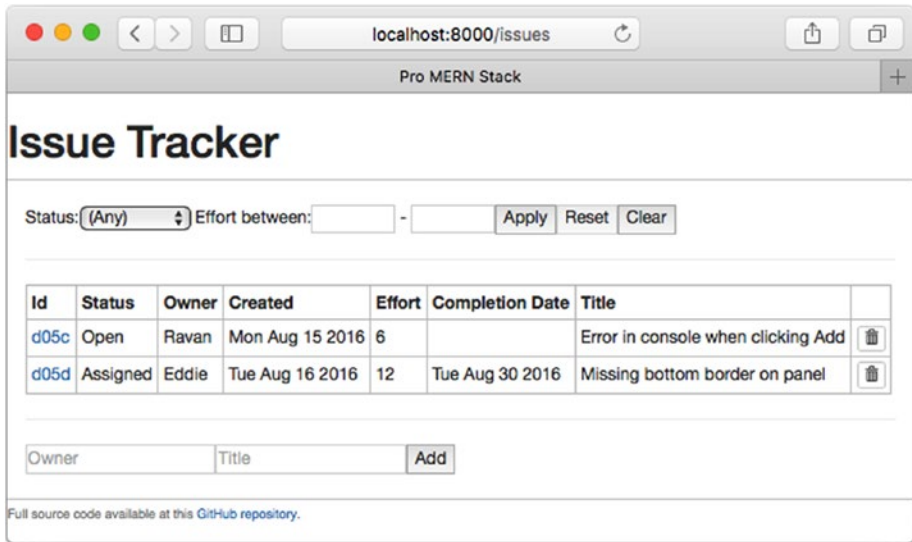 localhost:8000/issues
Pro MERN Stack
Issue Tracker
Status: (Any) Effort between: - Apply Reset Clear
Id Status Owner Created Effort Completion Date Title
d05c Open Ravan Mon Aug 15 2016 6 Error in console when clicking Add
d05d Assigned Eddie Tue Aug 16 2016 12 Tue Aug 30 2016 Missing bottom border on panel
Owner Title Add
Full source code available at this GitHub repository.